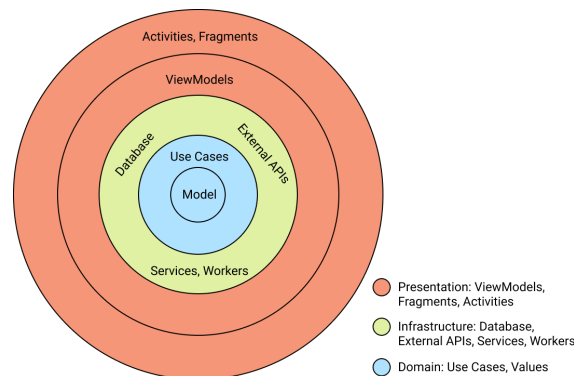 Activities, Fragments
ViewModels
Database
External APIs
Use Cases
Model
Services, Workers
Presentation: ViewModels,
Fragments, Activities
Infrastructure: Database,
External APIs, Services, Workers
Domain: Use Cases, Values